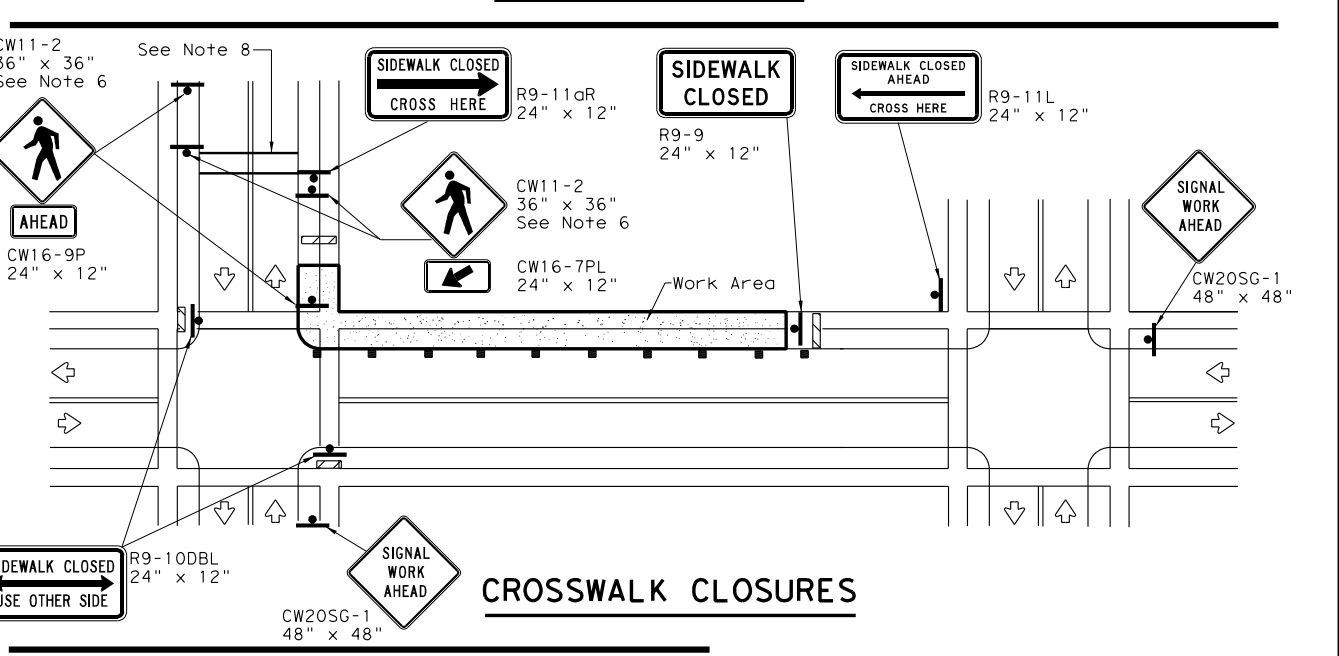 CW11-2
36" x 36"
See Note 6
See Note 8
SIDEWALK CLOSED
CROSS HERE
R9-11aR
24" x 12"
SIDEWALK
CLOSED
R9-9
24" x 12"
SIDEWALK CLOSED
AHEAD
CROSS HERE
R9-11L
24" x 12"
AHEAD
CW16-9P
24" x 12"
CW11-2
36" x 36"
See Note 6
CW16-7PL
24" x 12"
Work Area
SIGNAL
WORK
AHEAD
CW20SG-1
48" x 48"
DEWALK CLOSED
USE OTHER SIDE
R9-10DBL
24" x 12"
SIGNAL
WORK
AHEAD
CW20SG-1
48" x 48"
CROSSWALK CLOSURES